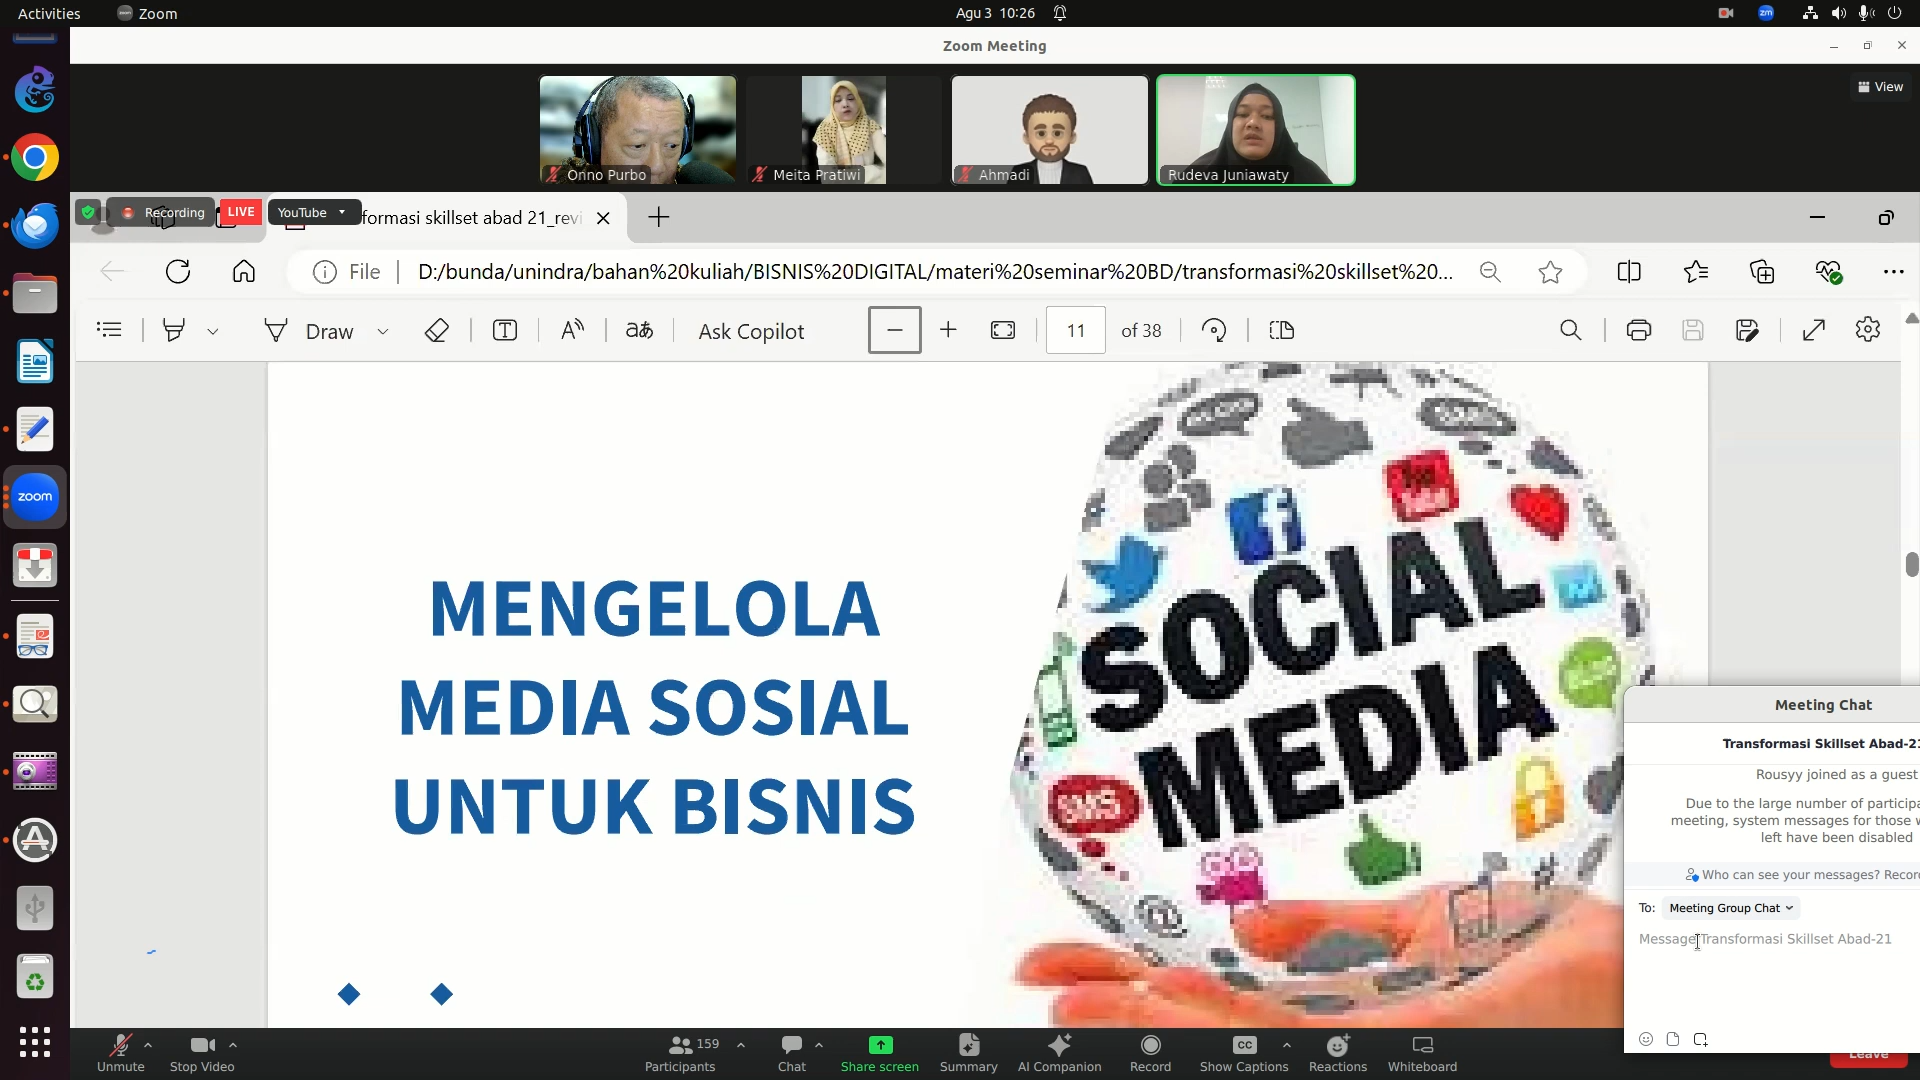 Activities
Zoom
Agu 3 10:26
zm
Zoom Meeting
View
Onno Purbo
Meita Pratiwi
Ahmadi
Rudeva Juniawaty
Recording
LIVE
YouTube
formasi skillset abad 21_revi
File
D:/bunda/unindra/bahan%20kuliah/BISNIS%20DIGITAL/materi%20seminar%20BD/transformasi%20skillset%20...
Draw
Ask Copilot
11
of 38
zoom
MENGELOLA
MEDIA SOSIAL
UNTUK BISNIS
SOCIAL
MEDIA
SMS
Meeting Chat
Transformasi Skillset Abad-21
Rousyy joined as a guest
Due to the large number of participa
meeting, system messages for those w
left have been disabled
Who can see your messages? Recor
To:
Meeting Group Chat
Message Transformasi Skillset Abad-21
Unmute
Stop Video
159
Participants
Chat
Share screen
Summary
AI Companion
Record
CC
Show Captions
Reactions
Whiteboard
Leave